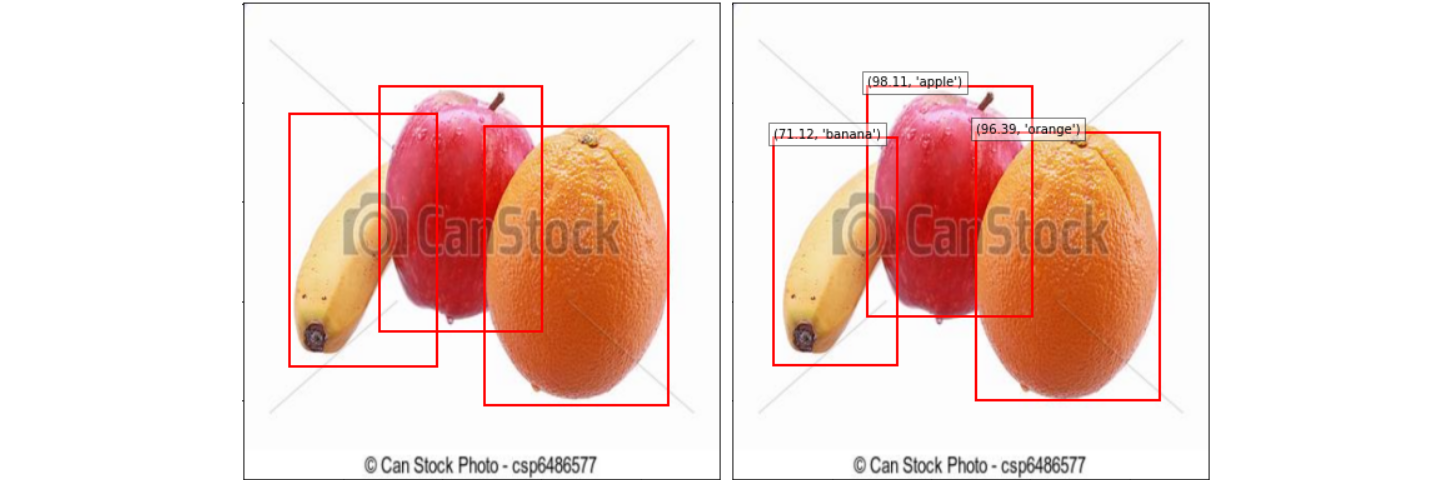 CanStock
© Can Stock Photo - csp6486577
(98.11, 'apple')
(71.12, 'banana')
(96.39, 'orange')
CanStock
© Can Stock Photo - csp6486577